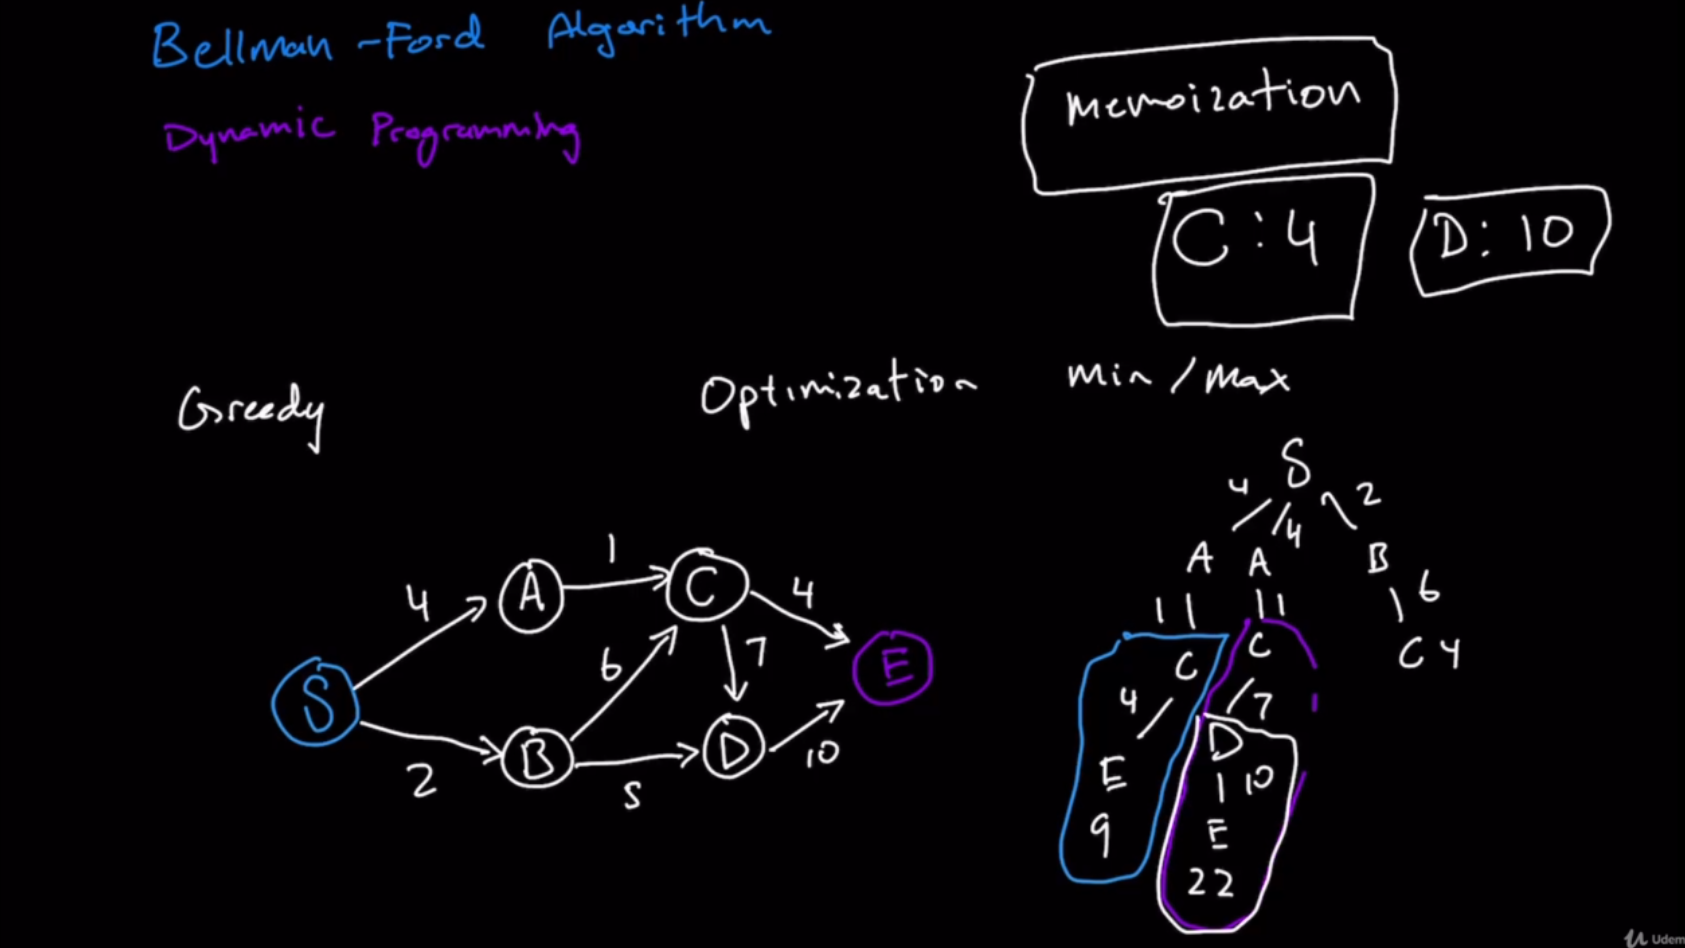 Bellman-Ford Algorithm
Dynamic Programming
Memoization
C:4
D:10
Greedy
Optimization min/max
S
4
4
2
A
A
B
1
1
6
C
C
C 4
4
7
E
D
10
9
E
22
4
A
1
C
4
S
6
7
E
2
B
5
D
10
Udem